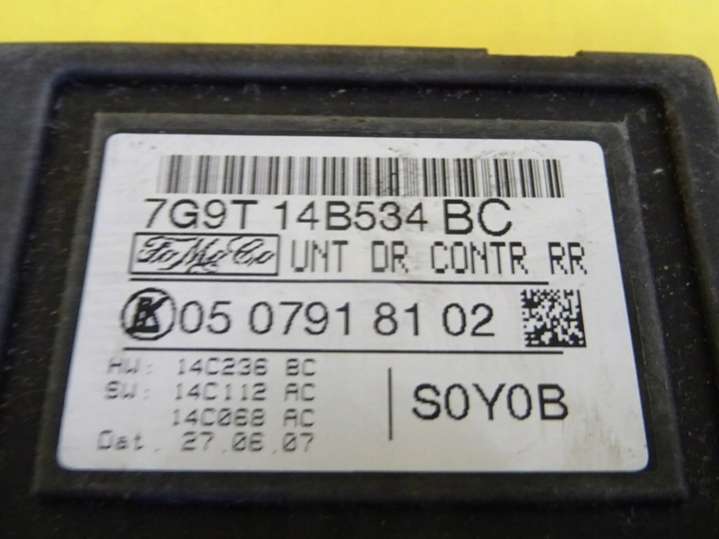 7G9T 14B534 BC
FoMoCo UNT DR CONTR RR
05 0791 81 02
HW: 14C236 BC
SW: 14C112 AC
14C068 AC
S0Y0B
Dat. 27.06.07